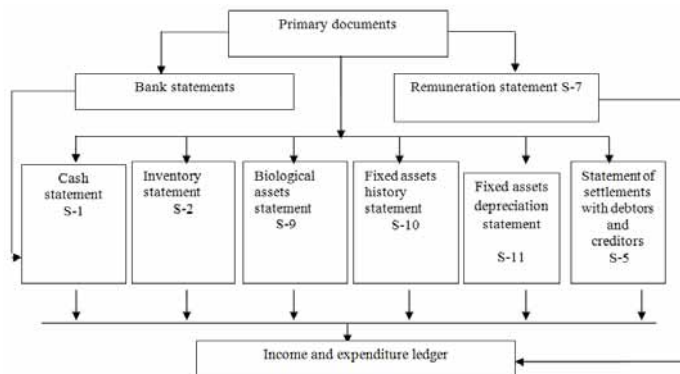 Primary documents
Bank statements
Remuneration statement S-7
Cash
statement
S-1
Inventory
statement
S-2
Biological
assets
statement
S-9
Fixed assets
history
statement
S-10
Fixed assets
depreciation
statement
S-11
Statement of
settlements
with debtors
and
creditors
S-5
Income and expenditure ledger